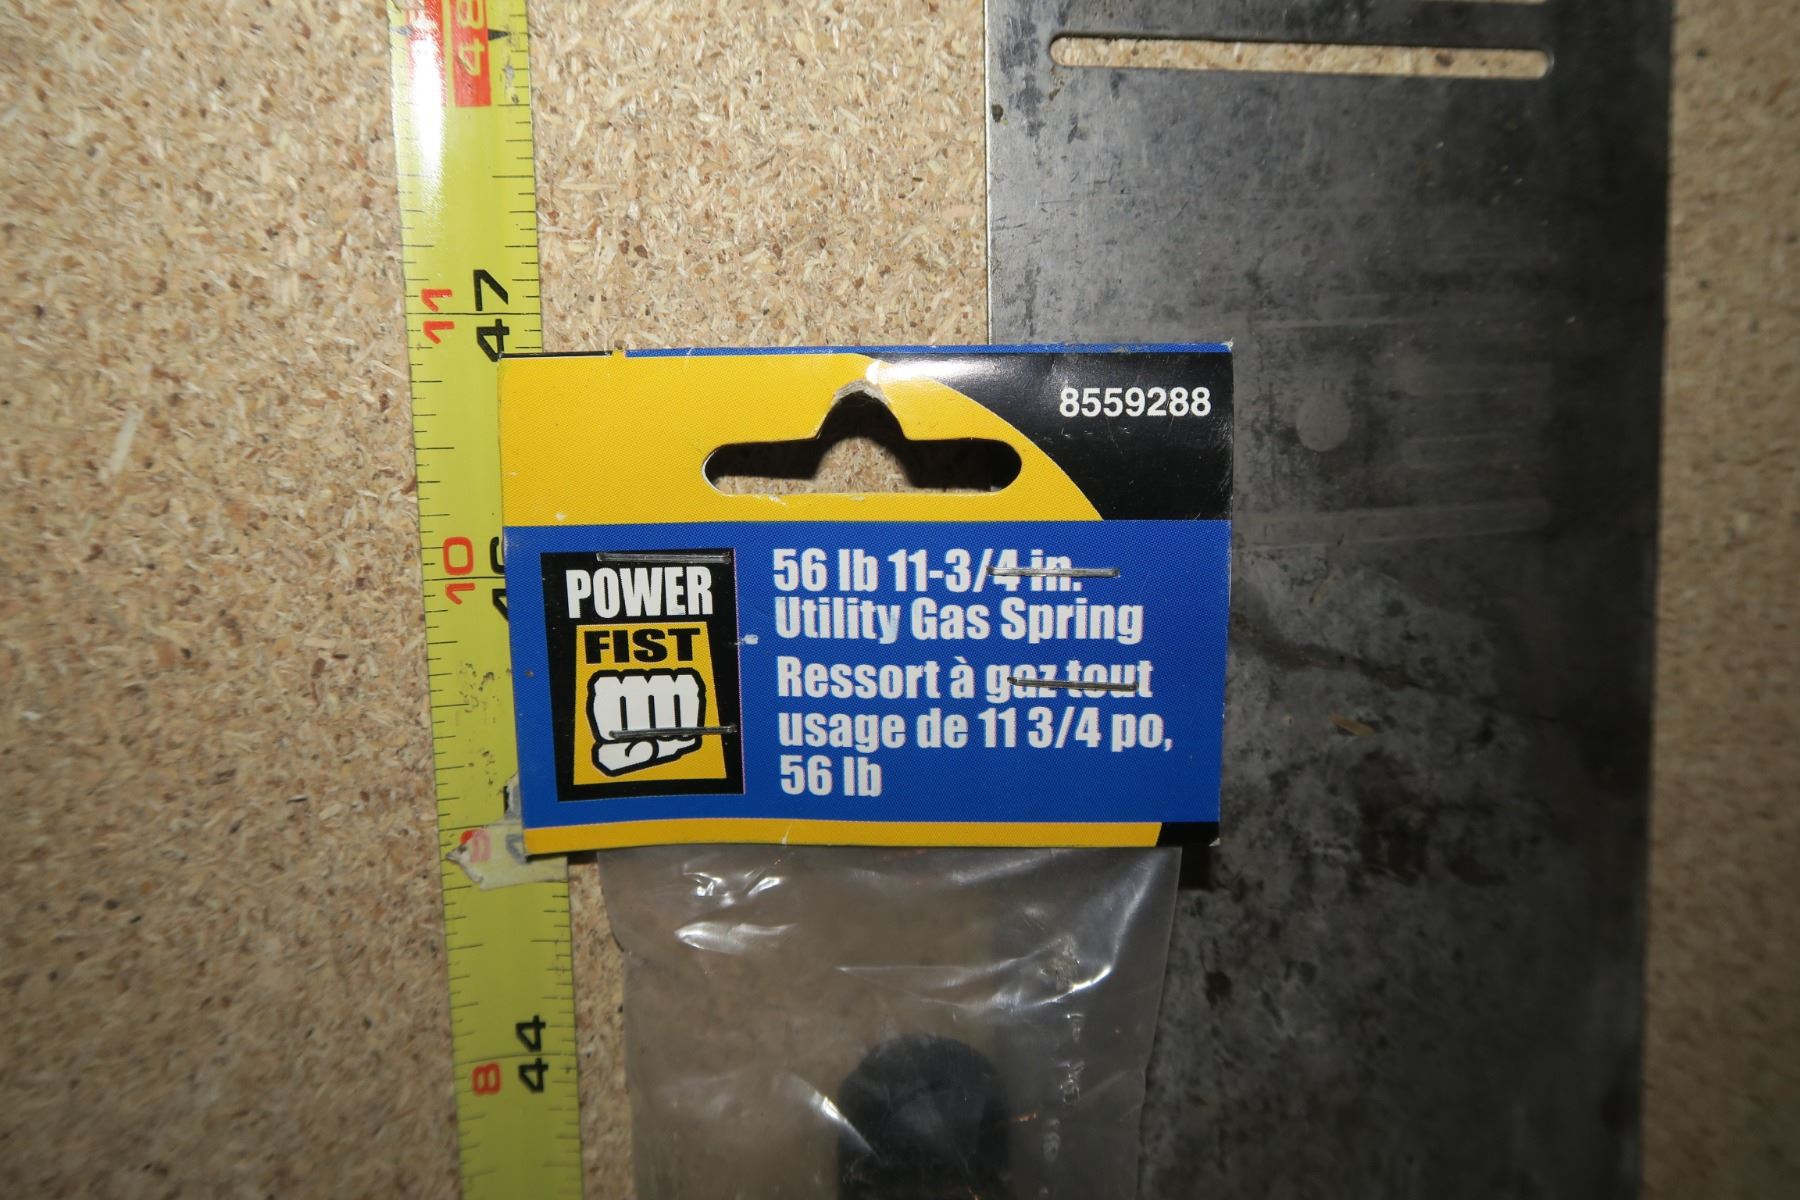 48
11
47
8559288
10
46
POWER
FIST
56 lb 11-3/4 in.
Utility Gas Spring
Ressort à gaz tout
usage de 11 3/4 po,
56 lb
9
8
44